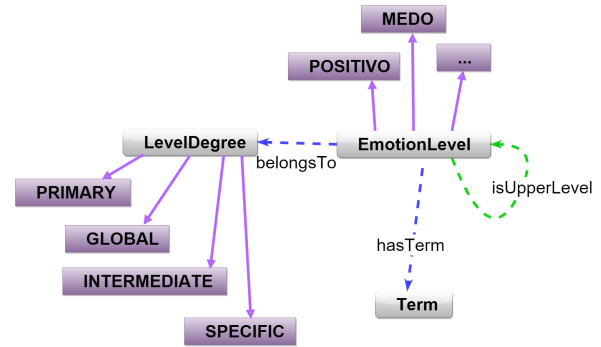 MEDO
POSITIVO
...
LevelDegree
EmotionLevel
belongsTo
isUpperLevel
PRIMARY
GLOBAL
hasTerm
INTERMEDIATE
Term
SPECIFIC